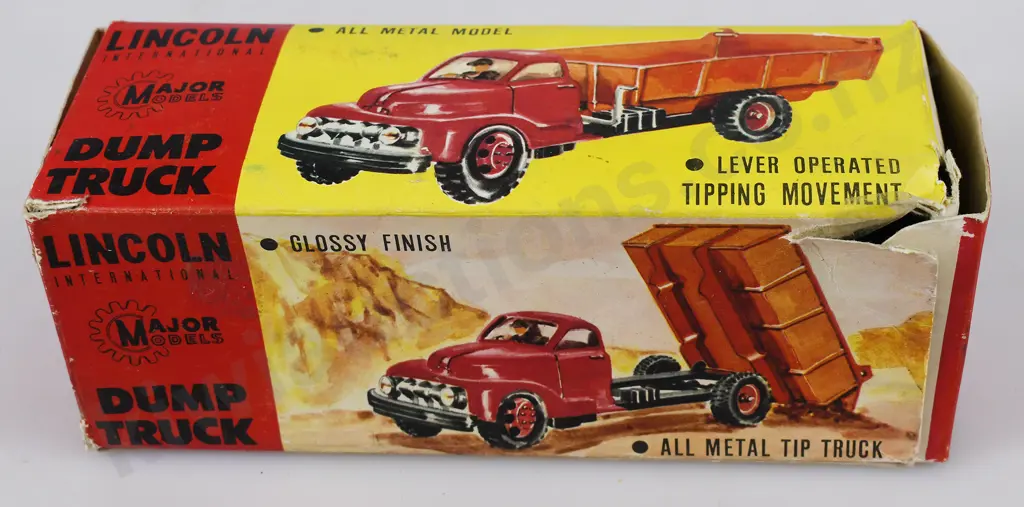 LINCOLN
INTERNATIONAL
MAJOR
MODELS
DUMP
TRUCK
• ALL METAL MODEL
• LEVER OPERATED
TIPPING MOVEMENT
LINCOLN
INTERNATIONAL
MAJOR
MODELS
DUMP
TRUCK
• GLOSSY FINISH
• ALL METAL TIP TRUCK